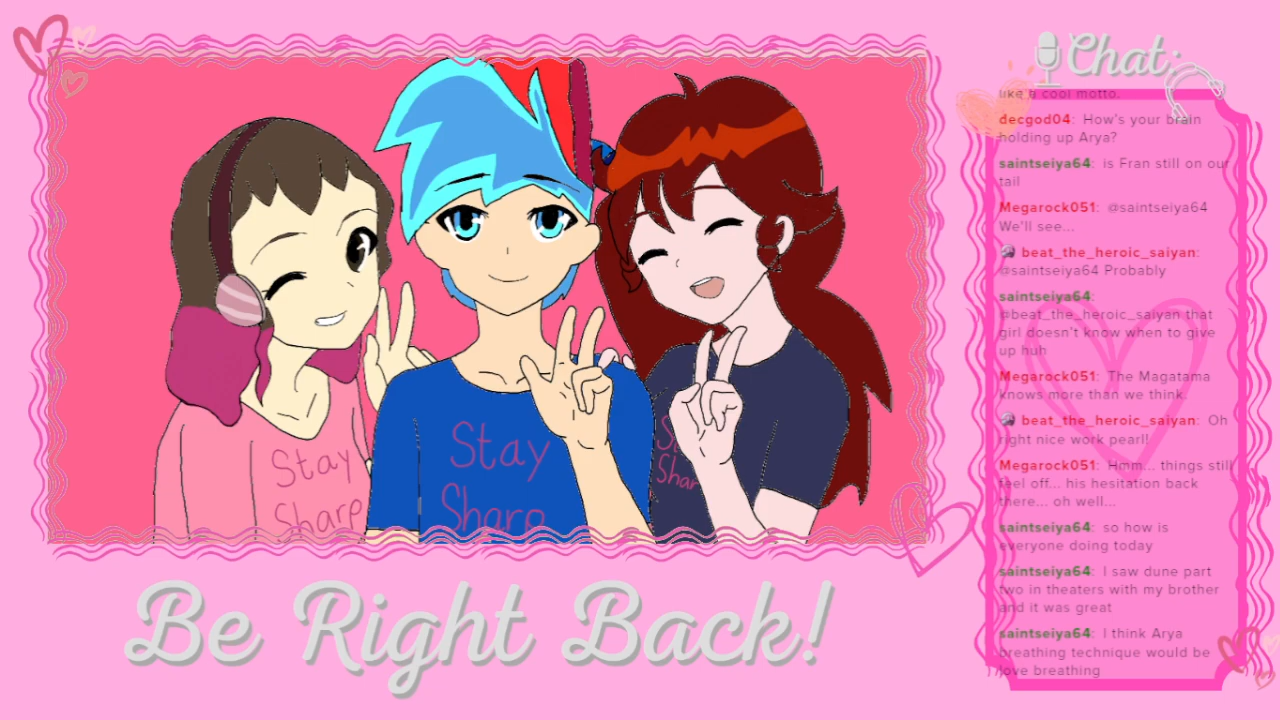 Chat
like a cool motto.
decgod04: How's your brain
holding up Arya?
saintseiya64: is Fran still on our
tail
Megarock051: @saintseiya64
We'll see...
beat_the_heroic_saiyan:
@saintseiya64 Probably
saintseiya64:
@beat_the_heroic_saiyan that
girl doesn't know when to give
up huh
Megarock051: The Magatama
knows more than we think.
beat_the_heroic_saiyan: Oh
right nice work pearl!
Megarock051: Hmm... things still
feel off... his hesitation back
there... oh well...
saintseiya64: so how is
everyone doing today
saintseiya64: I saw dune part
two in theaters with my brother
and it was great
saintseiya64: I think Arya
breathing technique would be
love breathing
Stay
Sharp
Stay
Sharp
Shar
Be Right Back!